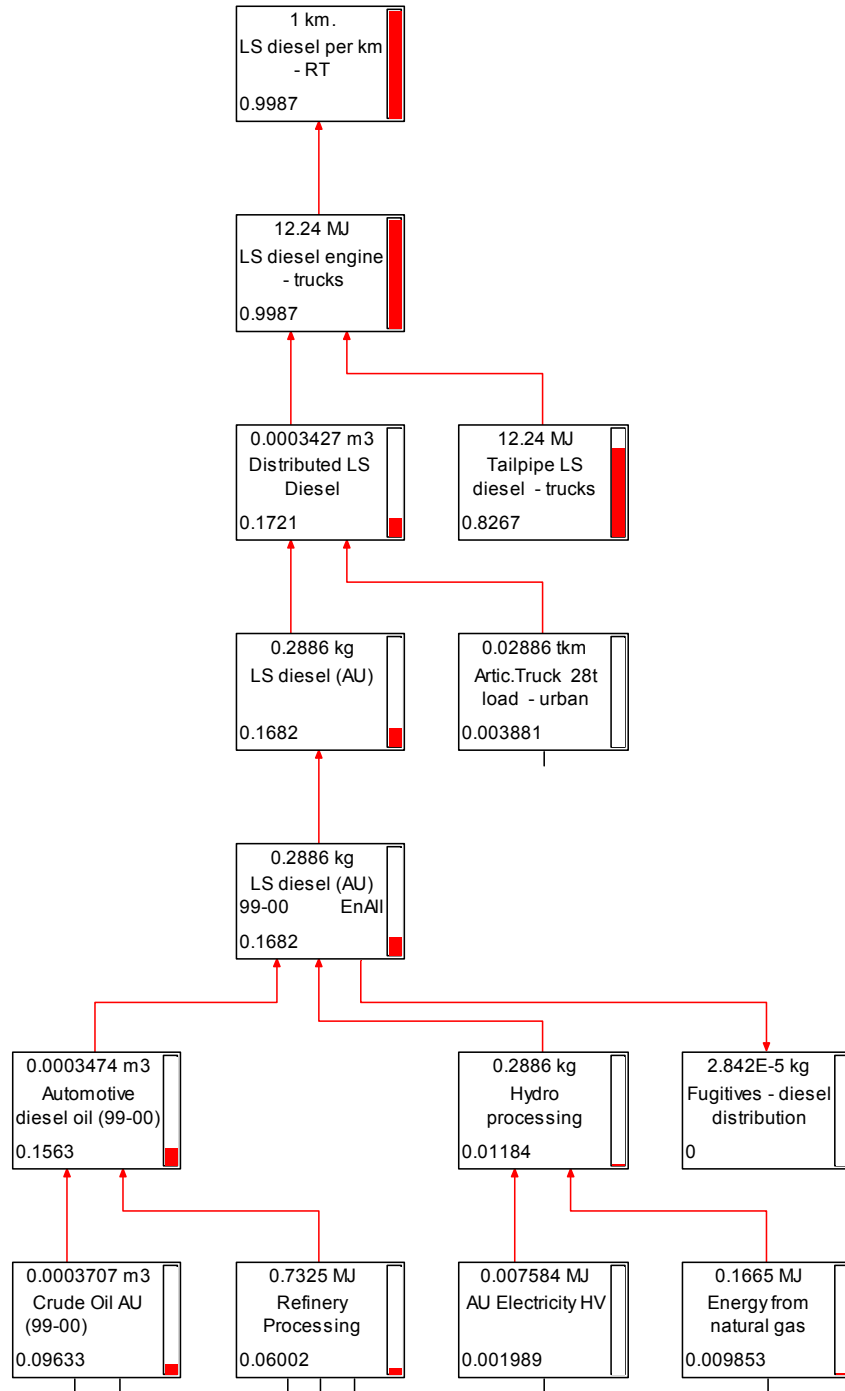 1 km.
LS diesel per km
- RT
0.9987
12.24 MJ
LS diesel engine
- trucks
0.9987
0.0003427 m3
Distributed LS
Diesel
0.1721
12.24 MJ
Tailpipe LS
diesel - trucks
0.8267
0.2886 kg
LS diesel (AU)
0.1682
0.02886 tkm
Artic.Truck 28t
load - urban
0.003881
0.2886 kg
LS diesel (AU)
99-00 EnAll
0.1682
0.0003474 m3
Automotive
diesel oil (99-00)
0.1563
0.2886 kg
Hydro
processing
0.01184
2.842E-5 kg
Fugitives - diesel
distribution
0
0.0003707 m3
Crude Oil AU
(99-00)
0.09633
0.7325 MJ
Refinery
Processing
0.06002
0.007584 MJ
AU Electricity HV
0.001989
0.1665 MJ
Energy from
natural gas
0.009853